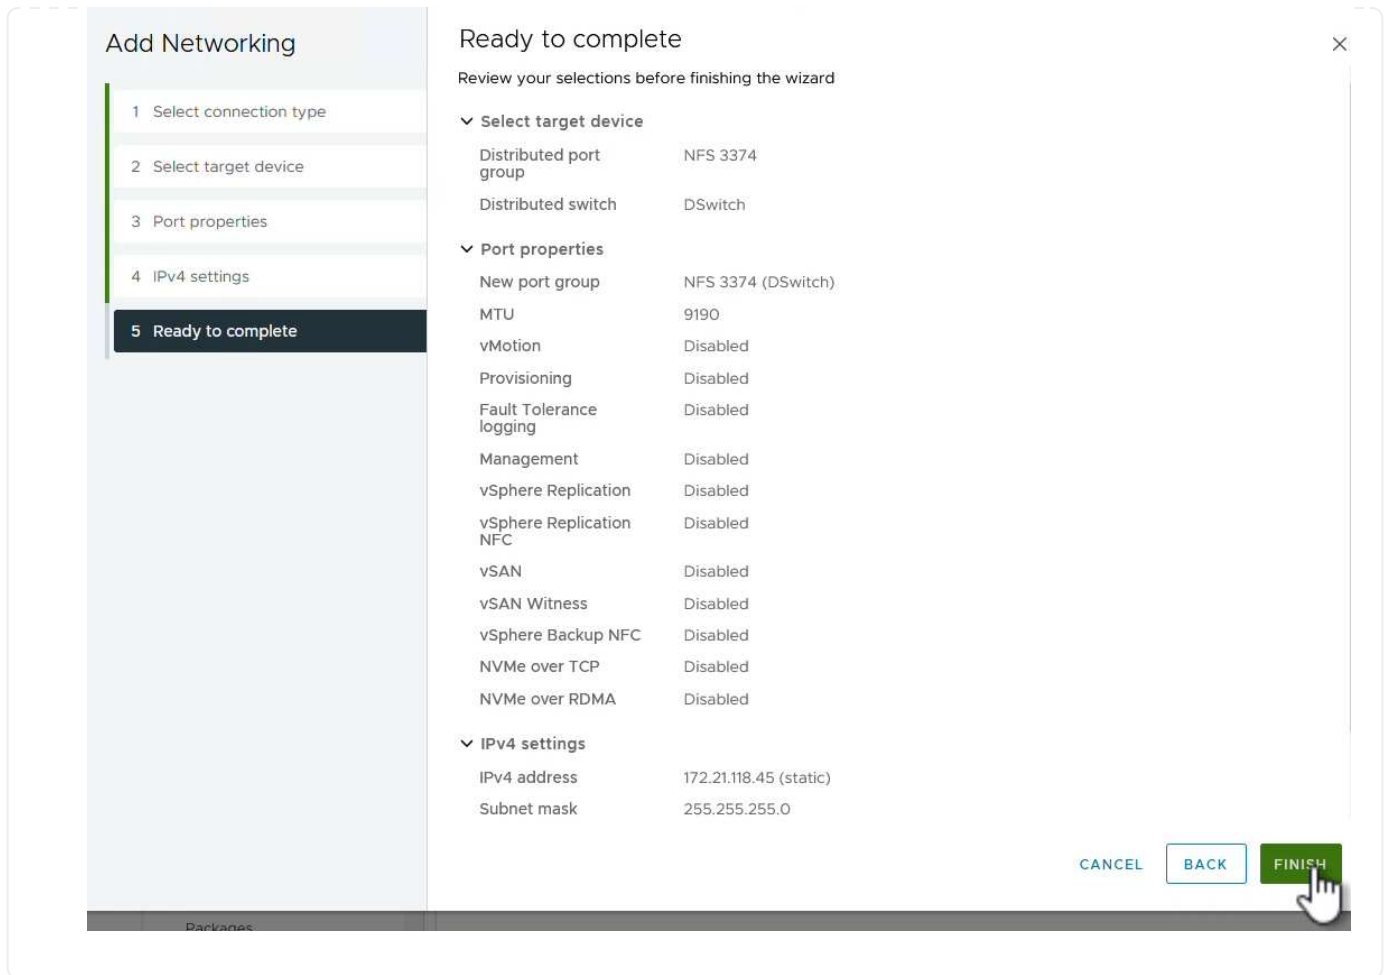 Add Networking
1 Select connection type
2 Select target device
3 Port properties
4 IPv4 settings
5 Ready to complete
Ready to complete
Review your selections before finishing the wizard
Select target device
Distributed port
group
NFS 3374
Distributed switch DSwitch
Port properties
New port group NFS 3374 (DSwitch)
MTU 9190
vMotion Disabled
Provisioning Disabled
Fault Tolerance
logging
Disabled
Management Disabled
vSphere Replication Disabled
vSphere Replication
NFC
Disabled
vSAN Disabled
vSAN Witness Disabled
vSphere Backup NFC Disabled
NVMe over TCP Disabled
NVMe over RDMA Disabled
IPv4 settings
IPv4 address 172.21.118.45 (static)
Subnet mask 255.255.255.0
CANCEL BACK FINISH
Packages